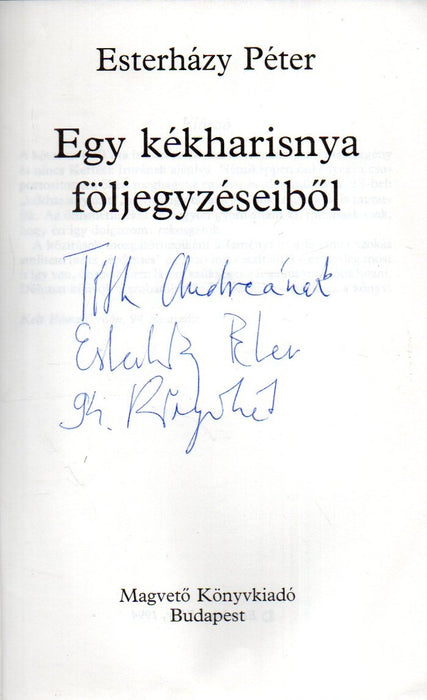 Esterházy Péter
Egy kékharisnya
följegyzéseiből
Tóth Andreának
Esterházy Péter
94. Könyvhét
Magvető Könyvkiadó
Budapest